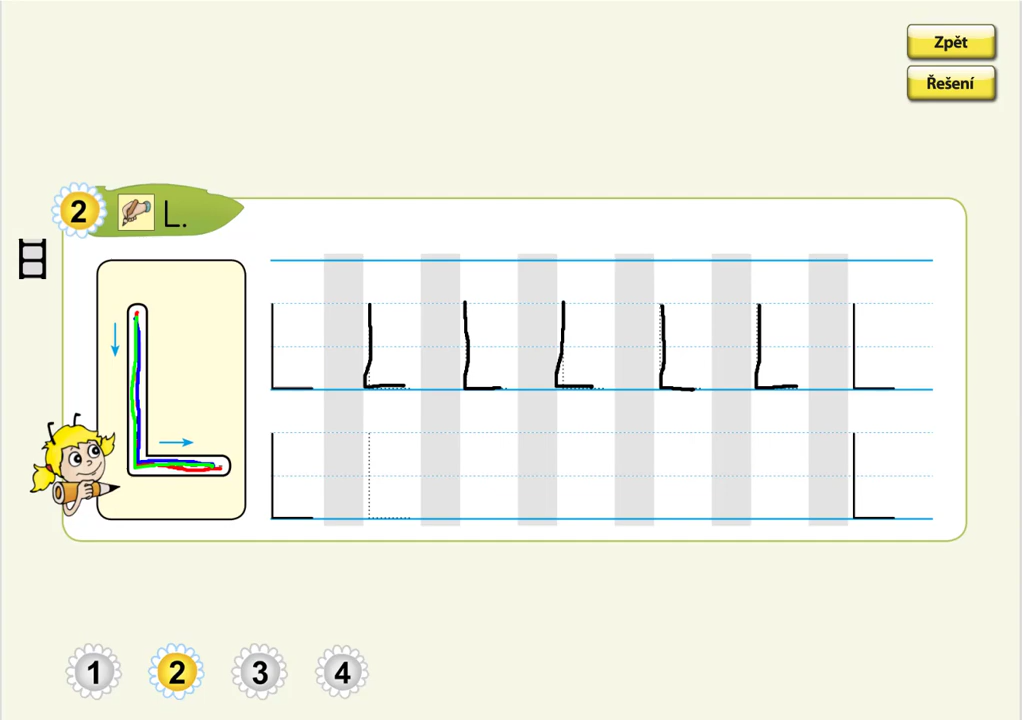 Zpět
Řešení
2 L.
L L L L L L L
L L
1 2 3 4